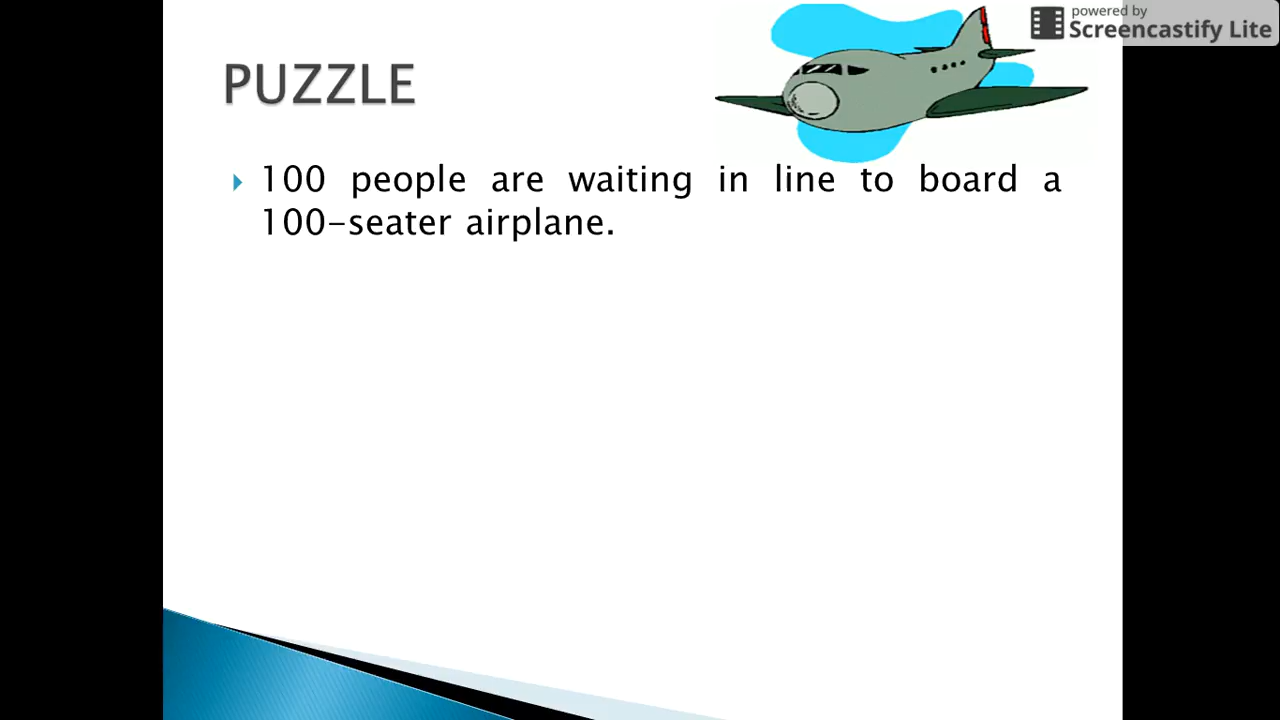 powered by
Screencastify Lite
PUZZLE
100 people are waiting in line to board a
100-seater airplane.